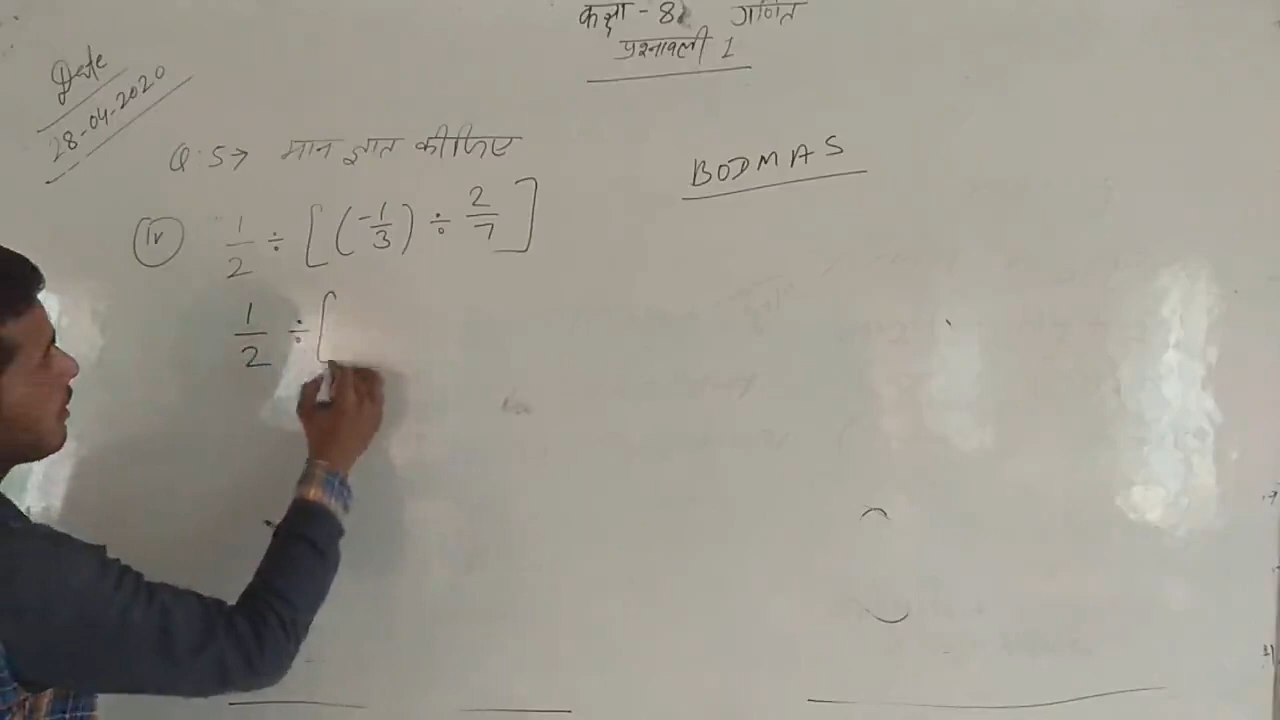 कक्षा - 8 गणित
प्रश्नावली 1
Date
28-04-2020
Q.5→ मान ज्ञात कीजिए
BODMAS
(iv) 1/2 ÷ [(-1/3) ÷ 2/7]
1/2 ÷ [